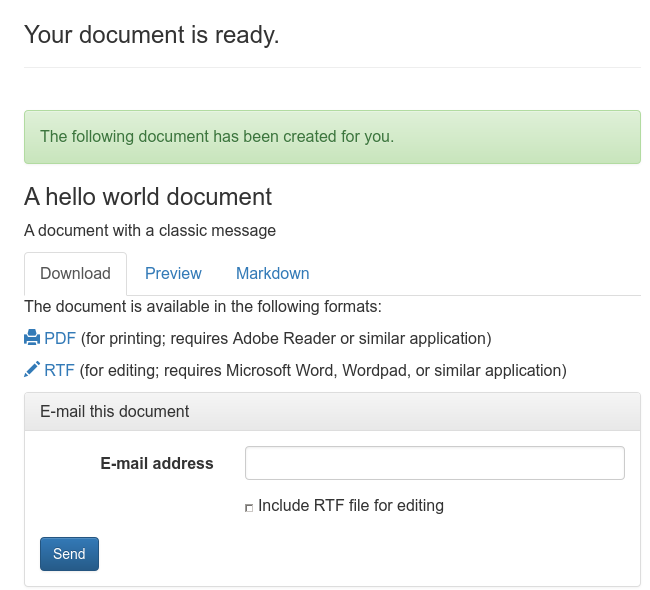 Your document is ready.
The following document has been created for you.
A hello world document
A document with a classic message
Download Preview Markdown
The document is available in the following formats:
PDF (for printing; requires Adobe Reader or similar application)
RTF (for editing; requires Microsoft Word, Wordpad, or similar application)
E-mail this document
E-mail address
Include RTF file for editing
Send